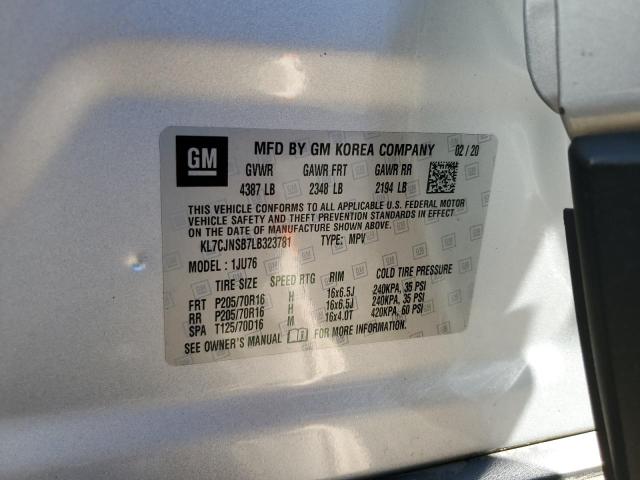 GM MFD BY GM KOREA COMPANY 02/20
GVWR GAWR FRT GAWR RR
4387 LB 2348 LB 2194 LB
THIS VEHICLE CONFORMS TO ALL APPLICABLE U.S. FEDERAL MOTOR
VEHICLE SAFETY AND THEFT PREVENTION STANDARDS IN EFFECT
ON THE DATE OF MANUFACTURE SHOWN ABOVE.
KL7CJNSB7LB323781 TYPE: MPV
MODEL: 1JU76
TIRE SIZE SPEED RTG RIM COLD TIRE PRESSURE
FRT P205/70R16 H 16x6.5J 240KPA, 35 PSI
RR P205/70R16 H 16x6.5J 240KPA, 35 PSI
SPA T125/70D16 M 16x4.0T 420KPA, 60 PSI
SEE OWNER'S MANUAL FOR MORE INFORMATION.